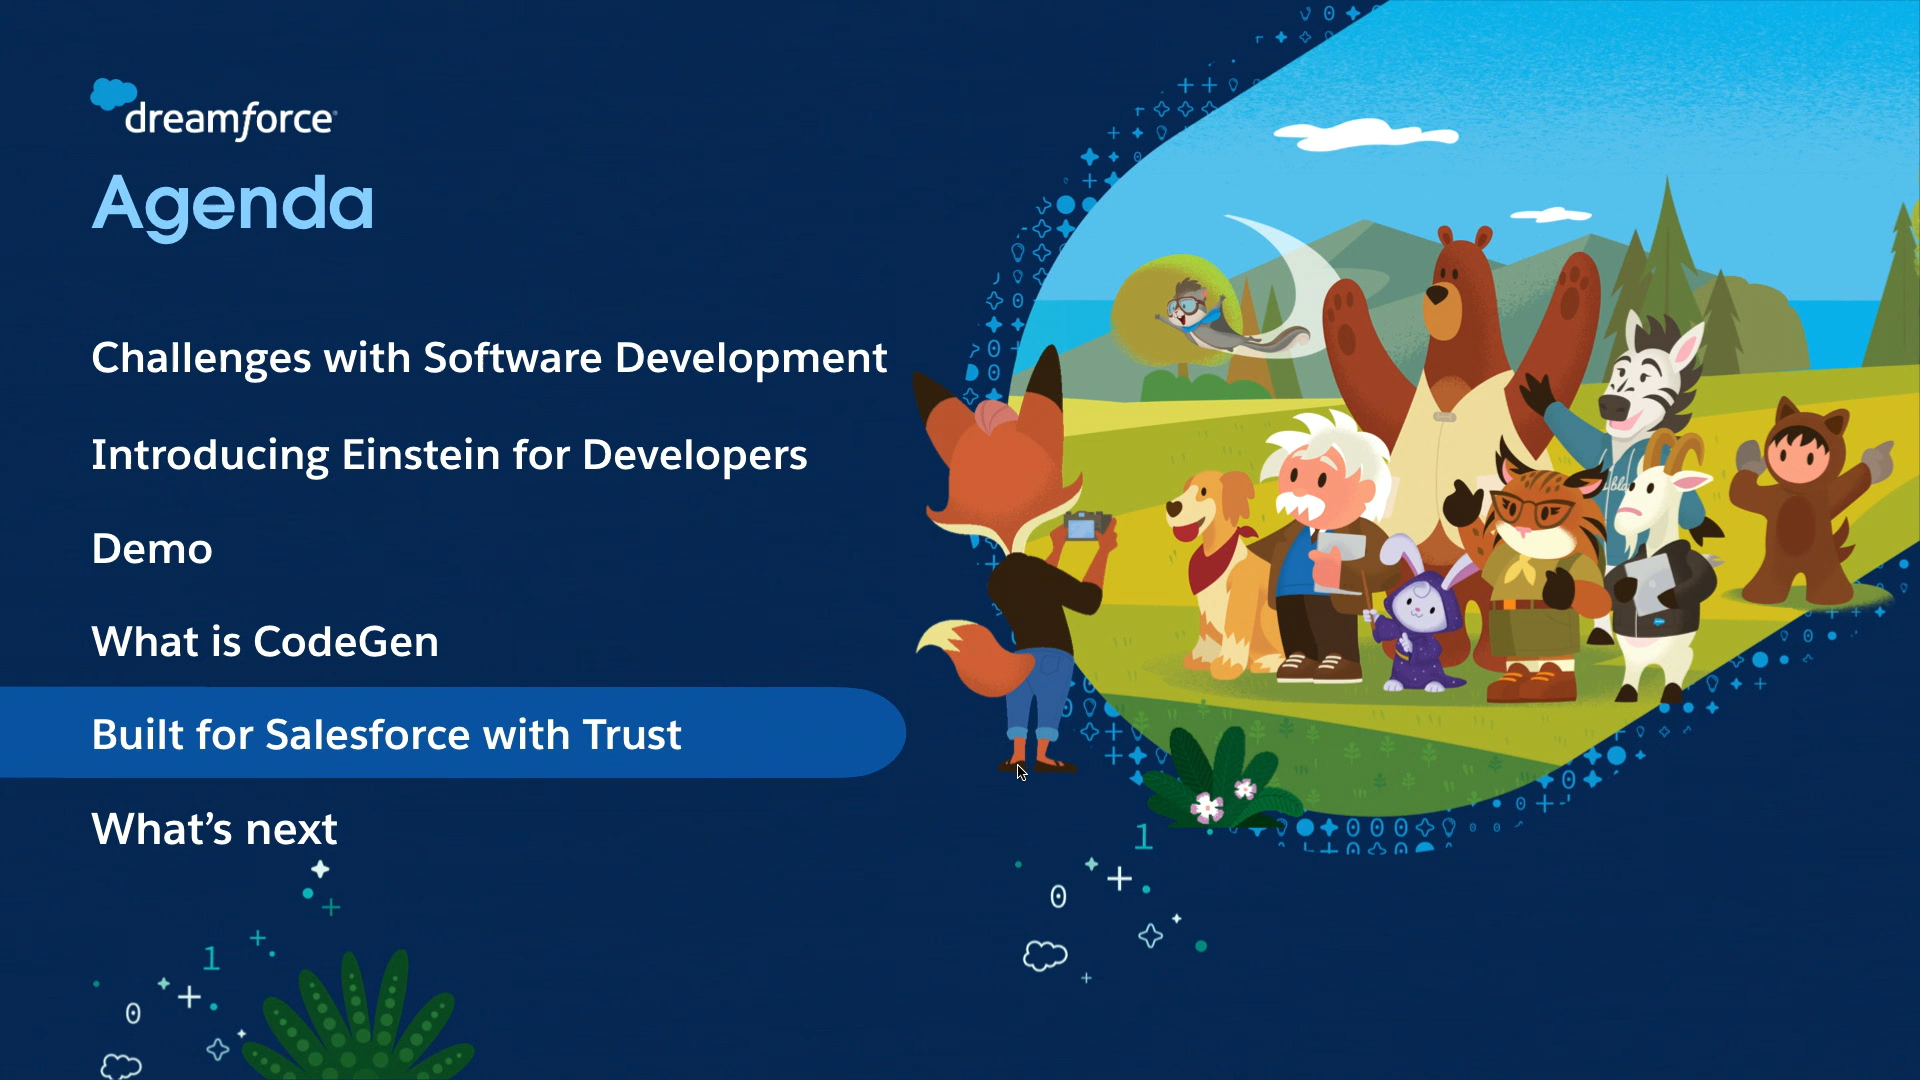 dreamforce
Agenda
Challenges with Software Development
Introducing Einstein for Developers
Demo
What is CodeGen
Built for Salesforce with Trust
What’s next